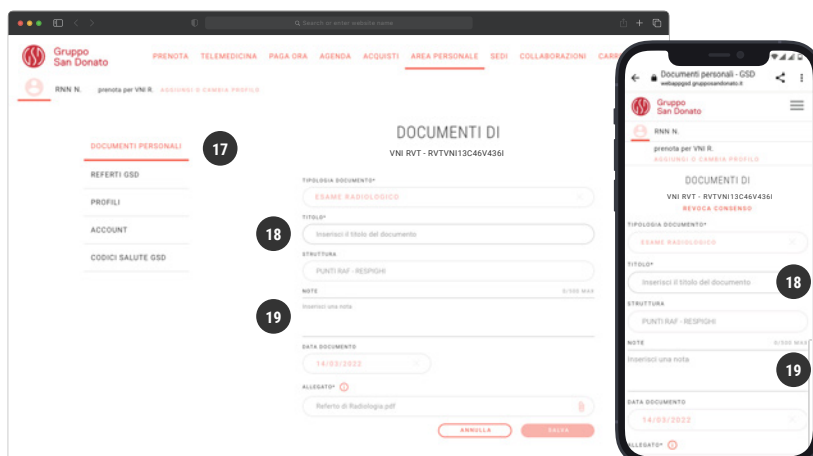 Search or enter website name
Gruppo
San Donato
PRENOTA TELEMEDICINA PAGA ORA AGENDA ACQUISTI AREA PERSONALE SEDI COLLABORAZIONI
RNN N. prenota per VNI R. AGGIUNGI O CAMBIA PROFILO
DOCUMENTI PERSONALI
17
REFERTI GSD
PROFILI
ACCOUNT
CODICI SALUTE GSD
DOCUMENTI DI
VNI RVT - RVTVNI13C46V436I
TIPOLOGIA DOCUMENTO*
ESAME RADIOLOGICO
TITOLO*
18
Inserisci il titolo del documento
STRUTTURA
PUNTI RAF - RESPIGHI
NOTE 0/500 MAX
19
Inserisci una nota.
DATA DOCUMENTO
14/03/2022
ALLEGATO*
Referto di Radiologia.pdf
ANNULLA SALVA
Documenti personali - GSD
webappgsd.grupposandonato.it
Gruppo
San Donato
RNN N.
prenota per VNI R.
AGGIUNGI O CAMBIA PROFILO
DOCUMENTI DI
VNI RVT - RVTVNI13C46V436I
REVOCA CONSENSO
TIPOLOGIA DOCUMENTO*
ESAME RADIOLOGICO
TITOLO*
Inserisci il titolo del documento
18
STRUTTURA
PUNTI RAF - RESPIGHI
NOTE 0/500 MAX
Inserisci una nota
19
DATA DOCUMENTO
14/03/2022
ALLEGATO*